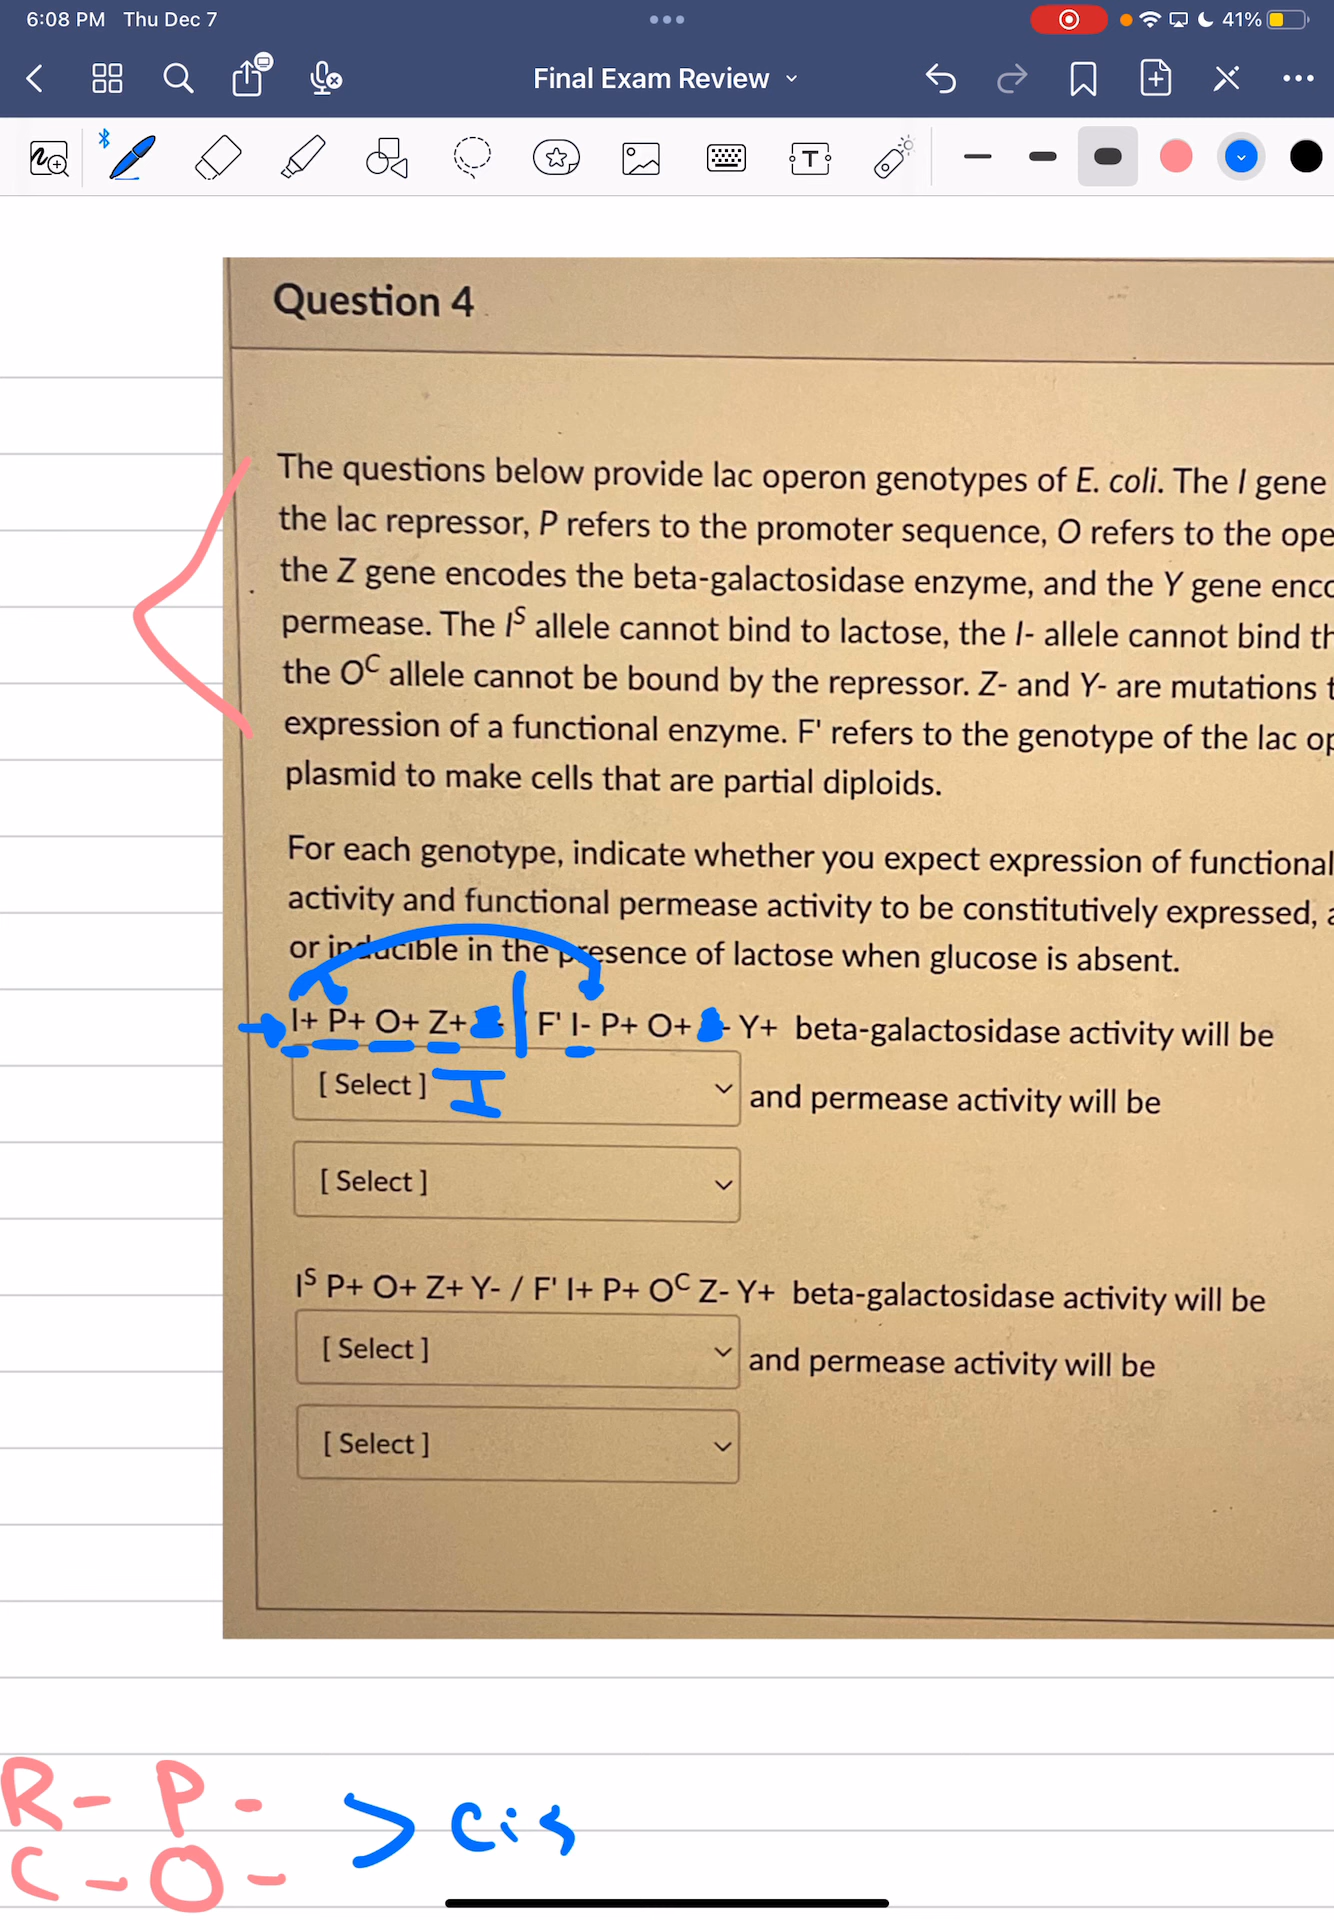 6:08 PM Thu Dec 7
41%
Final Exam Review
Question 4
The questions below provide lac operon genotypes of E. coli. The I gene
the lac repressor, P refers to the promoter sequence, O refers to the ope
the Z gene encodes the beta-galactosidase enzyme, and the Y gene enco
permease. The Iˢ allele cannot bind to lactose, the I- allele cannot bind th
the Oᶜ allele cannot be bound by the repressor. Z- and Y- are mutations t
expression of a functional enzyme. F' refers to the genotype of the lac op
plasmid to make cells that are partial diploids.
For each genotype, indicate whether you expect expression of functional
activity and functional permease activity to be constitutively expressed, a
or inducible in the presence of lactose when glucose is absent.
I+ P+ O+ Z+ / F' I- P+ O+ Y+ beta-galactosidase activity will be
[ Select ] I and permease activity will be
[ Select ]
Iˢ P+ O+ Z+ Y- / F' I+ P+ Oᶜ Z- Y+ beta-galactosidase activity will be
[ Select ] and permease activity will be
[ Select ]
R- P- > cis
C-O-